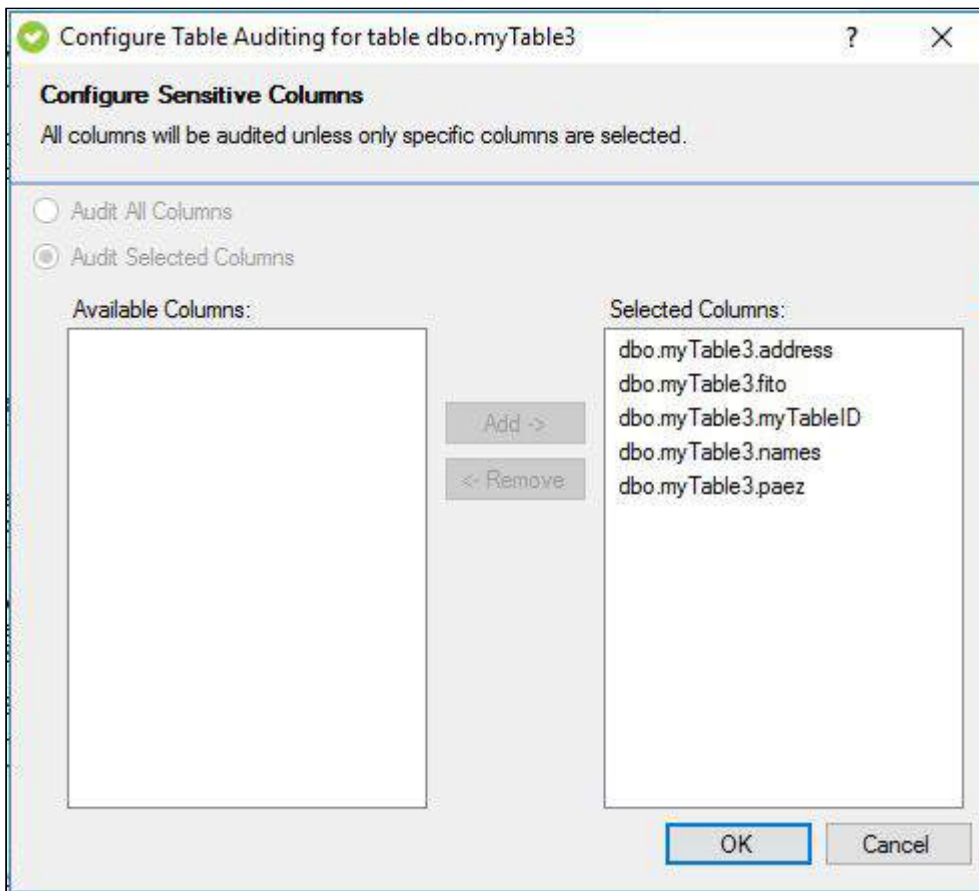 Configure Table Auditing for table dbo.myTable3 ? X
Configure Sensitive Columns
All columns will be audited unless only specific columns are selected.
Audit All Columns
Audit Selected Columns
Available Columns:
Selected Columns:
dbo.myTable3.address
dbo.myTable3.fito
dbo.myTable3.myTableID
dbo.myTable3.names
dbo.myTable3.paez
Add ->
<- Remove
OK
Cancel